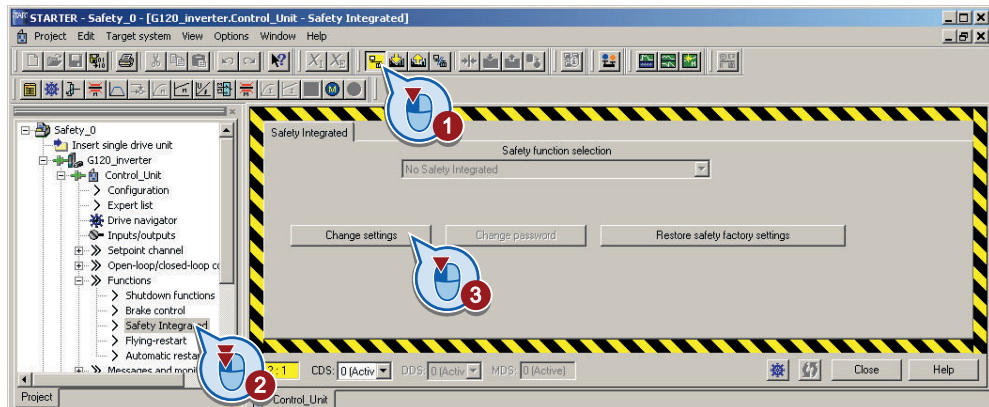 STARTER - Safety_0 - [G120_inverter.Control_Unit - Safety Integrated]
Project Edit Target system View Options Window Help
1
Safety_0
Insert single drive unit
G120_inverter
Control_Unit
Configuration
Expert list
Drive navigator
Inputs/outputs
Setpoint channel
Open-loop/closed-loop co
Functions
Shutdown functions
Brake control
Safety Integrated
Flying-restart
Automatic restar
Messages and moni
2
Project
Safety Integrated
Safety function selection
No Safety Integrated
Change settings Change password Restore safety factory settings
3
CDS: 0 (Activ DDS: 0 (Activ MDS: 0 (Active) Close Help
Control_Unit